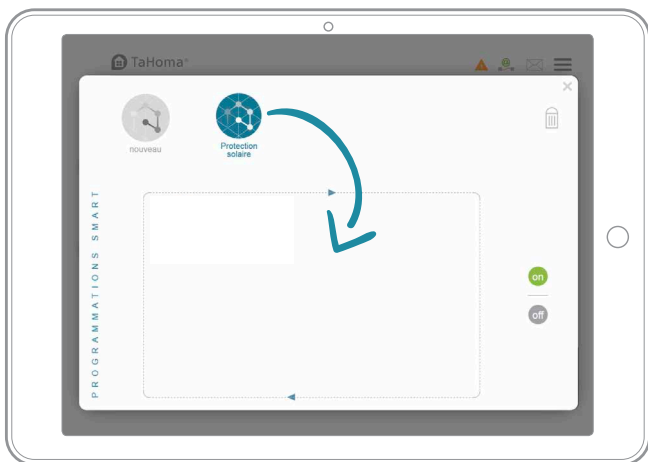 TaHoma®
nouveau
Protection
solaire
PROGRAMMATIONS SMART
on
off